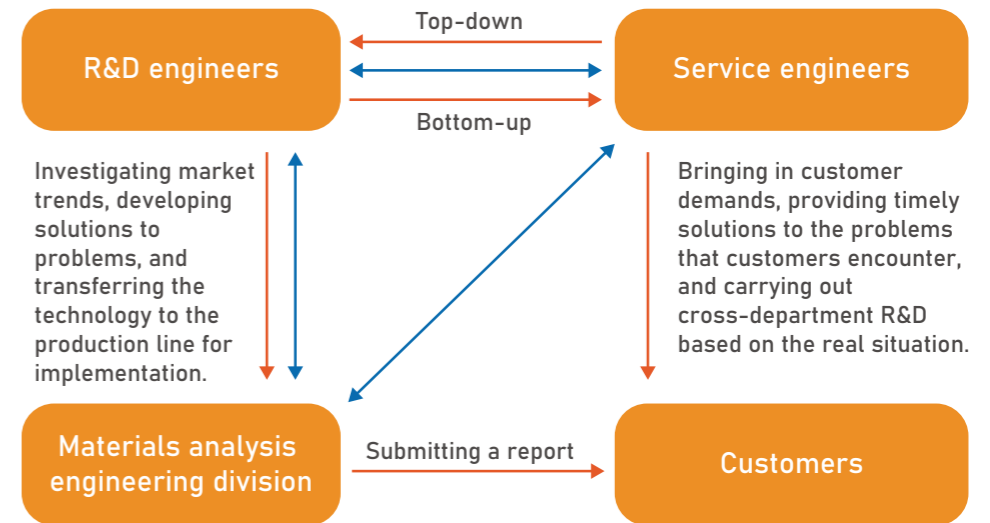 Top-down
R&D engineers
Service engineers
Bottom-up
Investigating market
trends, developing
solutions to
problems, and
transferring the
technology to the
production line for
implementation.
Bringing in customer
demands, providing timely
solutions to the problems
that customers encounter,
and carrying out
cross-department R&D
based on the real situation.
Materials analysis
engineering division
Submitting a report
Customers